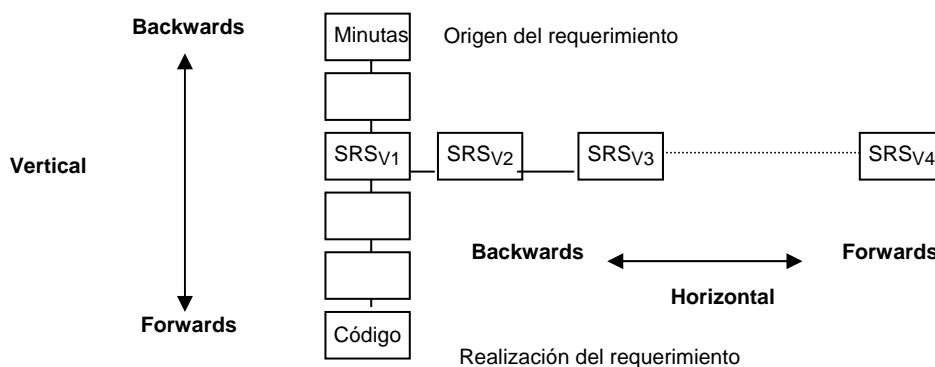 Backwards
Minutas
Origen del requerimiento
Vertical
SRSV1
SRSV2
SRSV3
SRSV4
Backwards
Forwards
Horizontal
Forwards
Código
Realización del requerimiento